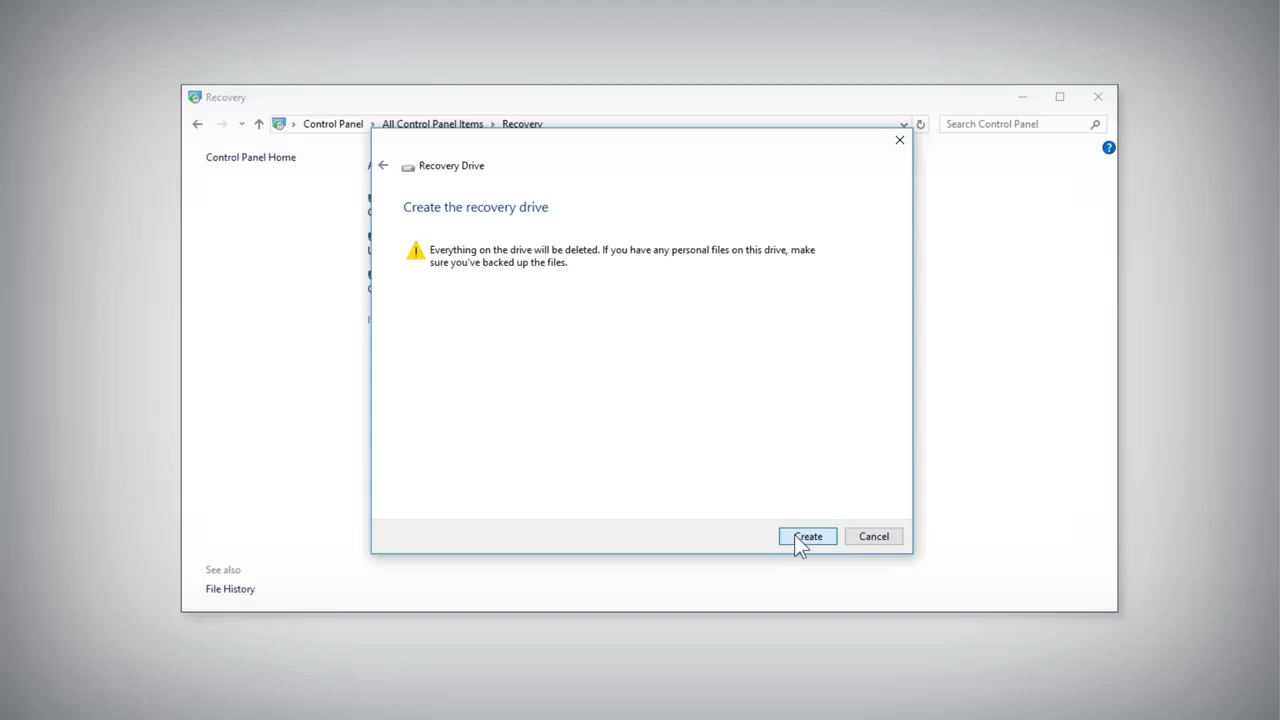 Recovery
Control Panel > All Control Panel Items > Recovery
Search Control Panel
Control Panel Home
Recovery Drive
Create the recovery drive
Everything on the drive will be deleted. If you have any personal files on this drive, make
sure you've backed up the files.
Create
Cancel
See also
File History